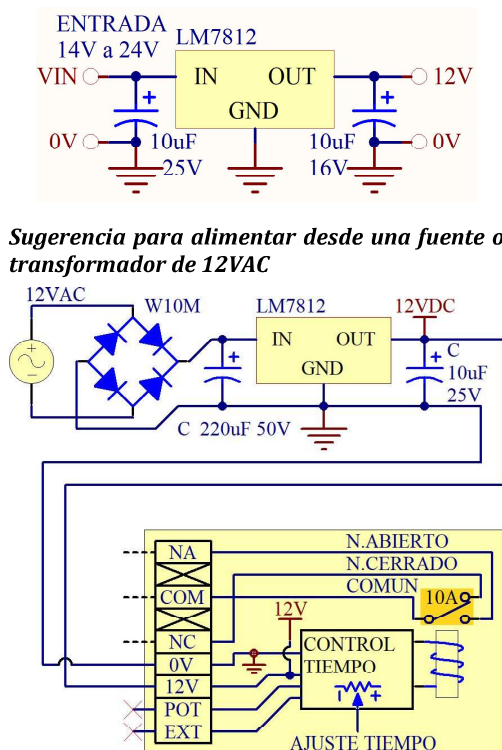 ENTRADA
14V a 24V
LM7812
VIN
IN
OUT
12V
GND
+
+
0V
10uF
25V
10uF
16V
0V
Sugerencia para alimentar desde una fuente o
transformador de 12VAC
12VAC
W10M
LM7812
12VDC
IN
OUT
GND
+
+
C
10uF
25V
C 220uF 50V
NA
N.ABIERTO
N.CERRADO
COM
COMUN
10A
12V
NC
CONTROL
TIEMPO
0V
12V
- +
POT
EXT
AJUSTE TIEMPO